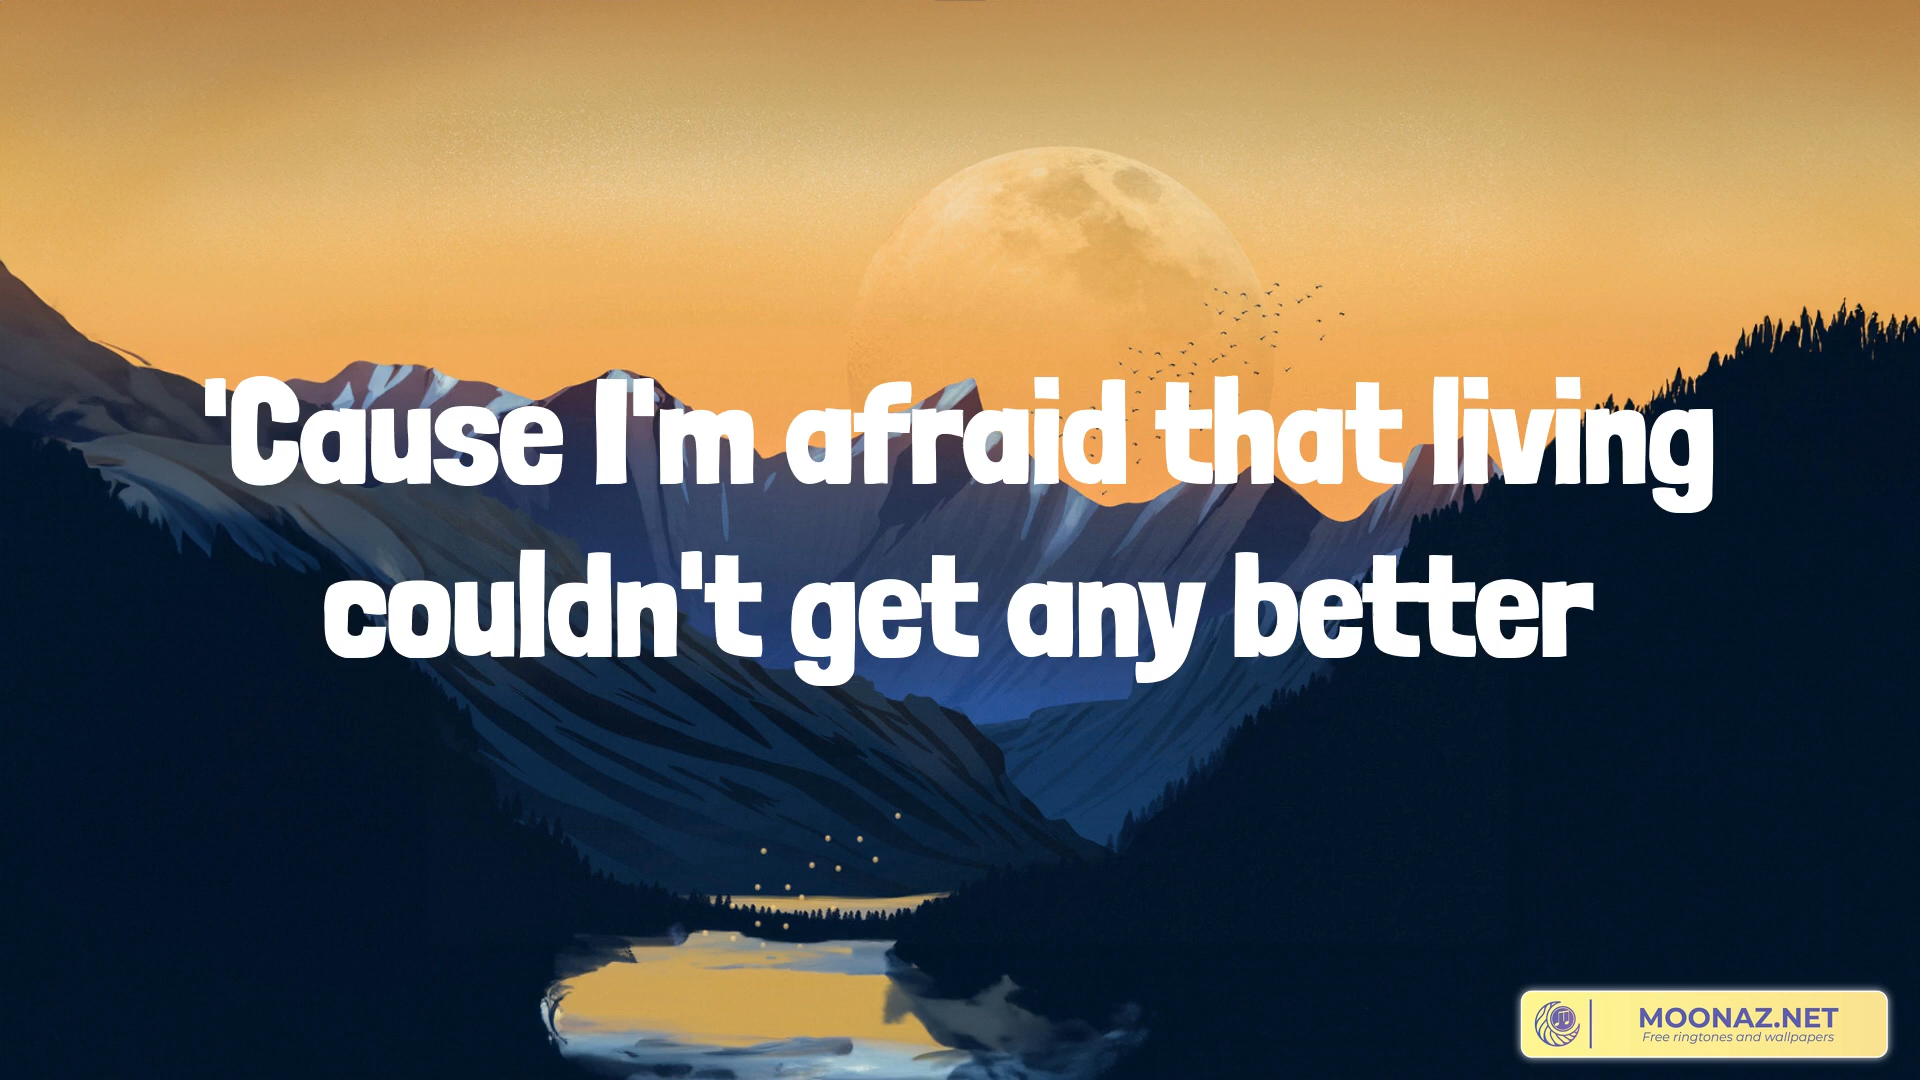 'Cause I'm afraid that living
couldn't get any better
MOONAZ.NET
Free ringtones and wallpapers